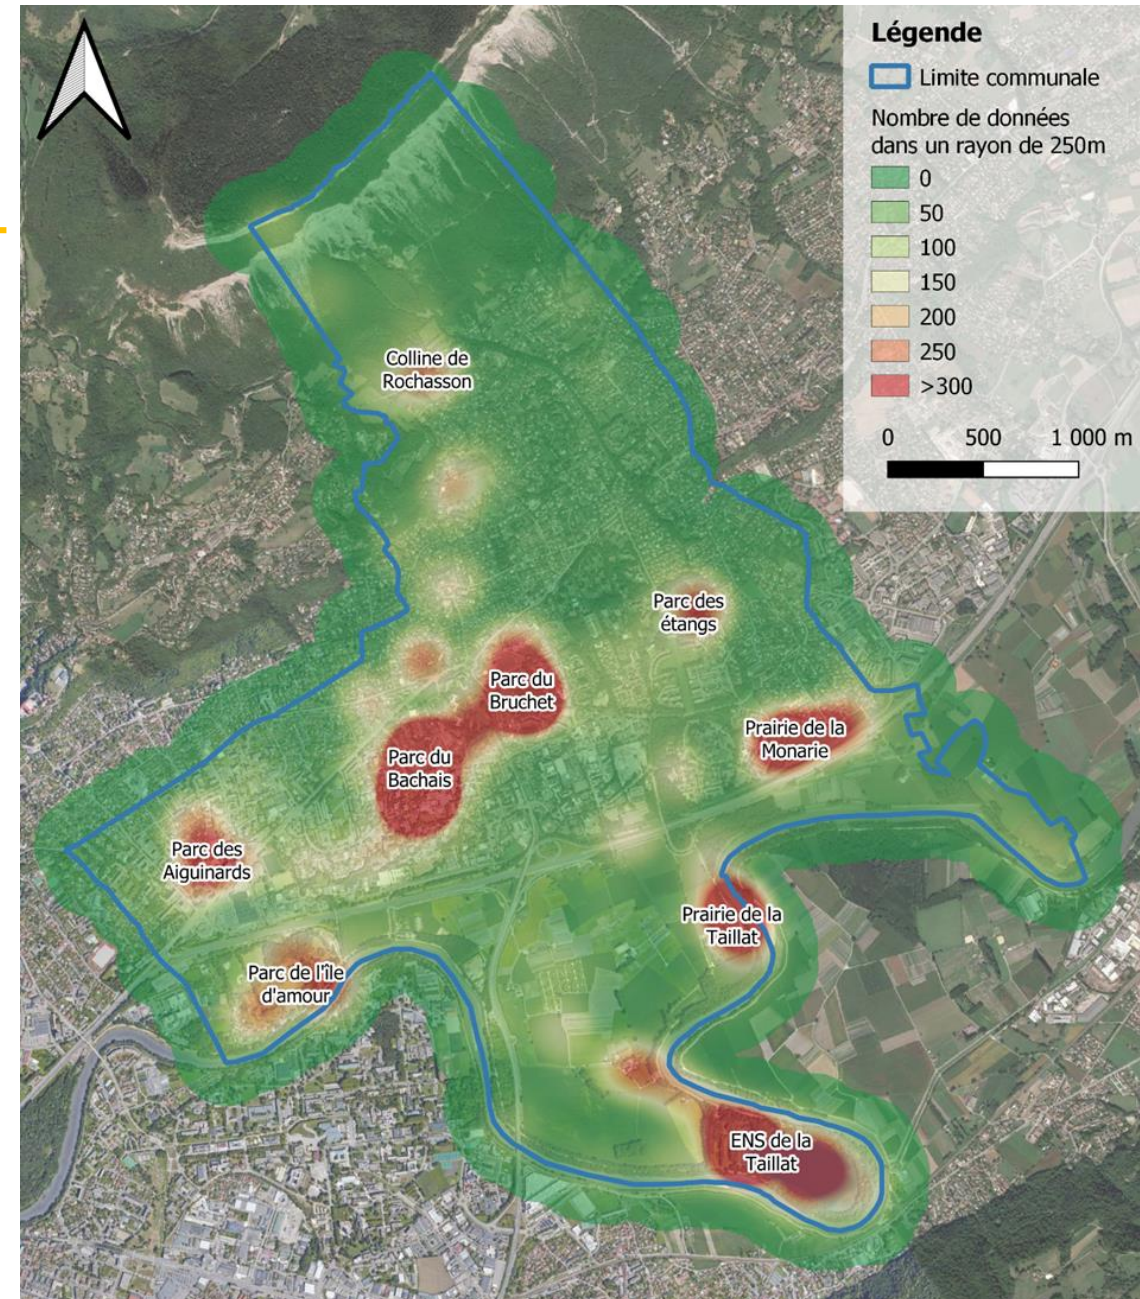 Légende
Limite communale
Nombre de données
dans un rayon de 250m
0
50
100
150
200
250
>300
0 500 1 000 m
Colline de
Rochasson
Parc des
étangs
Parc du
Bruchet
Prairie de la
Monarie
Parc du
Bachais
Parc des
Aiguinards
Prairie de la
Taillat
Parc de l'île
d'amour
ENS de la
Taillat